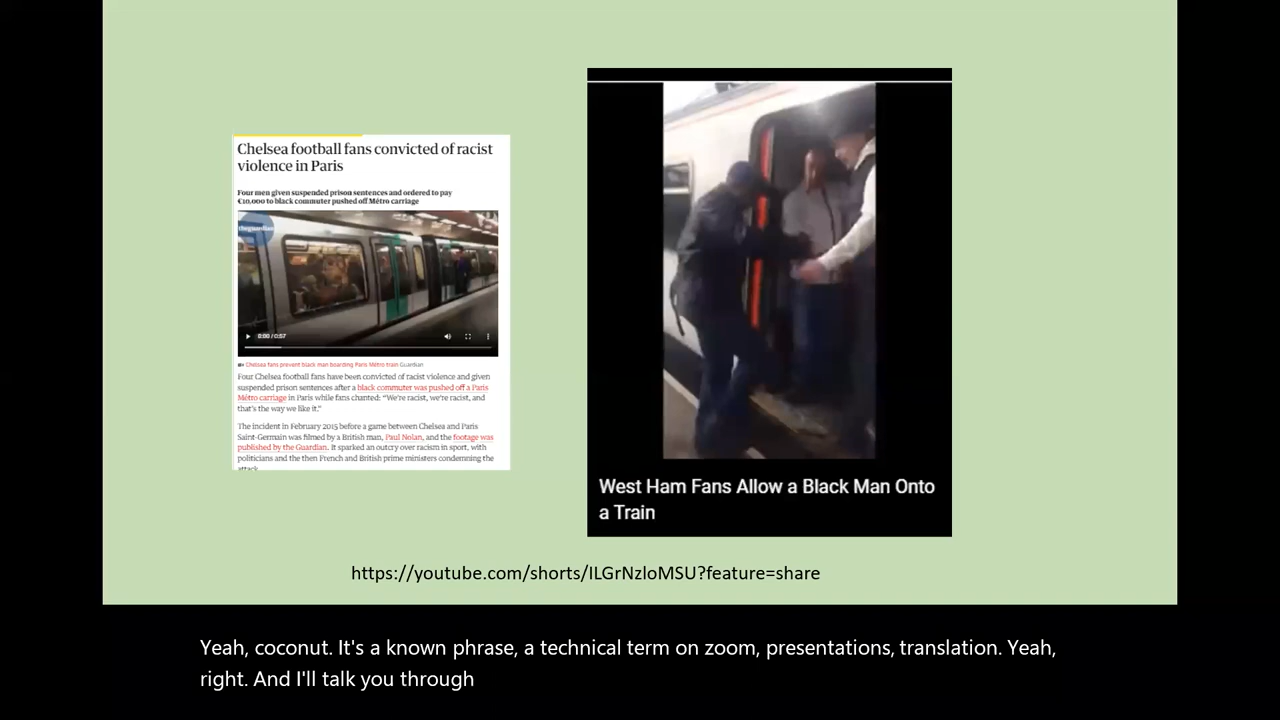 Chelsea football fans convicted of racist
violence in Paris
Four men given suspended prison sentences and ordered to pay
€10,000 to black commuter pushed off Métro carriage
theguardian
0:00 / 0:57
Chelsea fans prevent black man boarding Paris Métro train Guardian
Four Chelsea football fans have been convicted of racist violence and given
suspended prison sentences after a black commuter was pushed off a Paris
Métro carriage in Paris while fans chanted: “We’re racist, we’re racist, and
that’s the way we like it.”
The incident in February 2015 before a game between Chelsea and Paris
Saint-Germain was filmed by a British man, Paul Nolan, and the footage was
published by the Guardian. It sparked an outcry over racism in sport, with
politicians and the then French and British prime ministers condemning the
attack.
West Ham Fans Allow a Black Man Onto
a Train
https://youtube.com/shorts/ILGrNzloMSU?feature=share
Yeah, coconut. It's a known phrase, a technical term on zoom, presentations, translation. Yeah,
right. And I'll talk you through